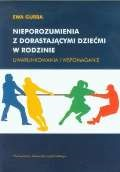 EWA GURBA
NIEPOROZUMIENIA
Z DORASTAJĄCYMI DZIEĆMI
W RODZINIE
UWARUNKOWANIA I WSPOMAGANIE